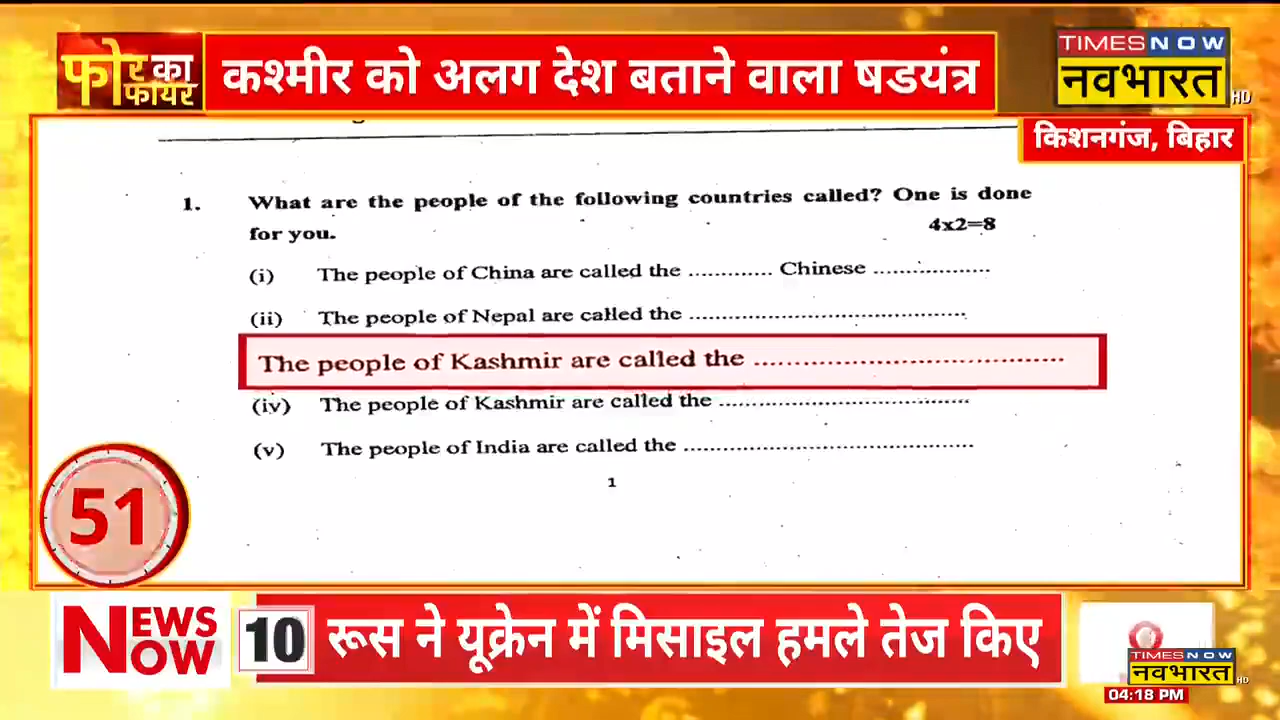 फोर का
फायर
कश्मीर को अलग देश बताने वाला षडयंत्र
TIMES NOW
नवभारत
HD
किशनगंज, बिहार
1. What are the people of the following countries called? One is done
for you. 4x2=8
(i) The people of China are called the ............. Chinese ..................
(ii) The people of Nepal are called the ..........................................
The people of Kashmir are called the .....................................
(iv) The people of Kashmir are called the ......................................
(v) The people of India are called the ............................................
1
51
NEWS
NOW
10 रूस ने यूक्रेन में मिसाइल हमले तेज किए
TIMES NOW
नवभारत
HD
04:18 PM